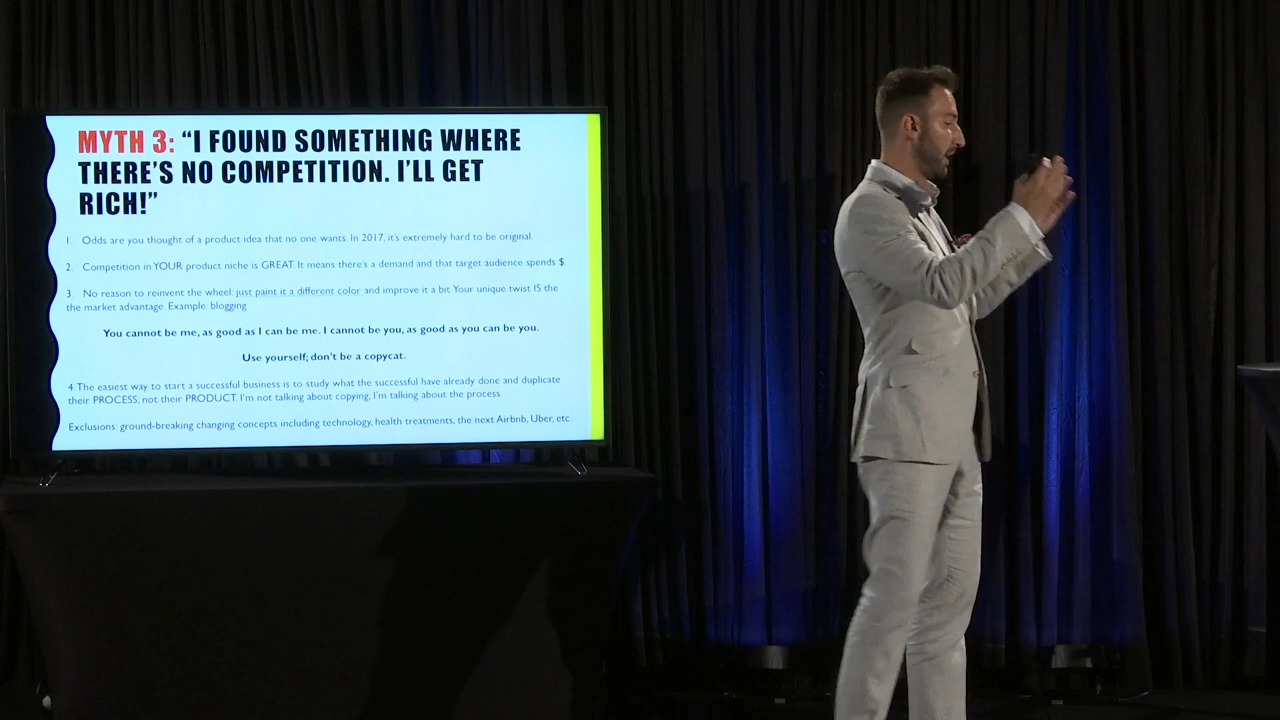 MYTH 3: “I FOUND SOMETHING WHERE
THERE’S NO COMPETITION. I’LL GET
RICH!”
1. Odds are you thought of a product idea that no one wants. In 2017, it’s extremely hard to be original.
2. Competition in YOUR product niche is GREAT. It means there’s a demand and that target audience spends $.
3. No reason to reinvent the wheel: just paint it a different color and improve it a bit. Your unique twist IS the
the market advantage. Example: blogging
You cannot be me, as good as I can be me. I cannot be you, as good as you can be you.
Use yourself; don’t be a copycat.
4. The easiest way to start a successful business is to study what the successful have already done and duplicate
their PROCESS, not their PRODUCT. I’m not talking about copying; I’m talking about the process.
Exclusions: ground-breaking changing concepts including technology, health treatments, the next Airbnb, Uber, etc.